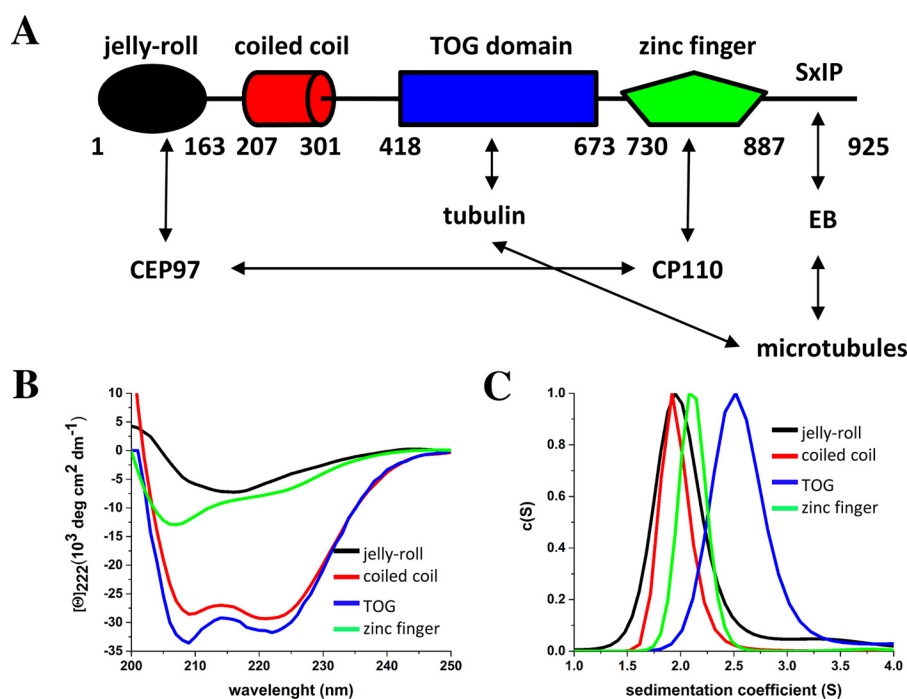 A
jelly-roll coiled coil TOG domain zinc finger SxIP
1 163 207 301 418 673 730 887 925
tubulin EB
CEP97 CP110
microtubules
B
[Θ]222(10³ deg cm² dm⁻¹)
10
5
0
-5
-10
-15
-20
-25
-30
-35
200 210 220 230 240 250
wavelenght (nm)
jelly-roll
coiled coil
TOG
zinc finger
C
c(S)
1.0
0.8
0.6
0.4
0.2
0.0
1.0 1.5 2.0 2.5 3.0 3.5 4.0
sedimentation coefficient (S)
jelly-roll
coiled coil
TOG
zinc finger